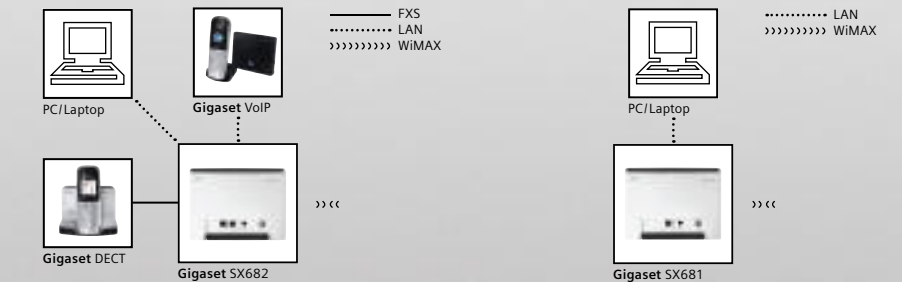 FXS
LAN
WiMAX
PC/Laptop
Gigaset VoIP
Gigaset DECT
Gigaset SX682
LAN
WiMAX
PC/Laptop
Gigaset SX681